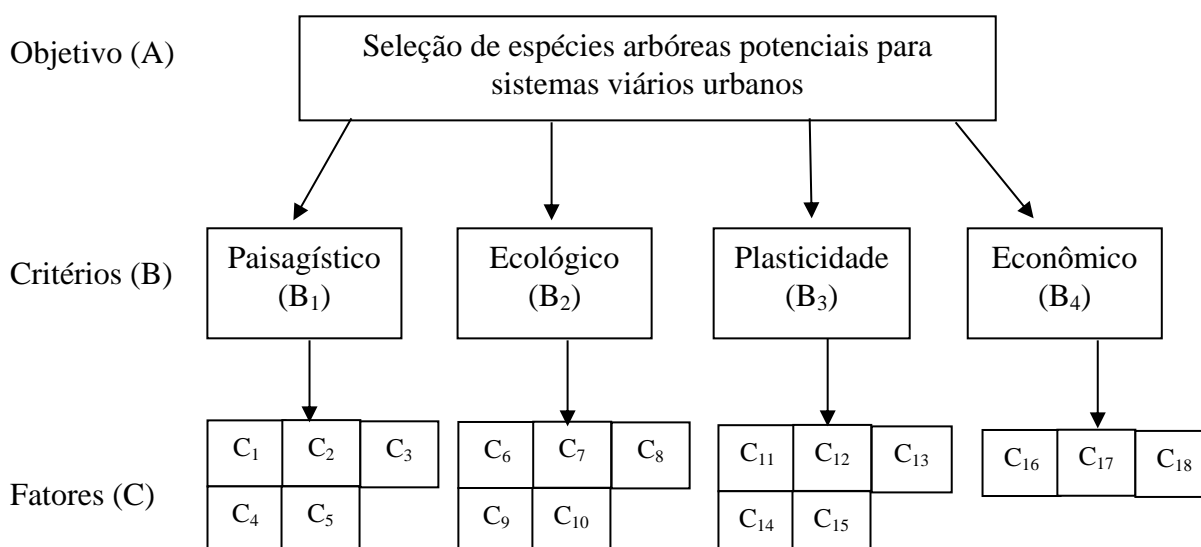 Objetivo (A)
Seleção de espécies arbóreas potenciais para
sistemas viários urbanos
Critérios (B)
Paisagístico
(B₁)
Ecológico
(B₂)
Plasticidade
(B₃)
Econômico
(B₄)
Fatores (C)
C₁ C₂ C₃
C₄ C₅
C₆ C₇ C₈
C₉ C₁₀
C₁₁ C₁₂ C₁₃
C₁₄ C₁₅
C₁₆ C₁₇ C₁₈